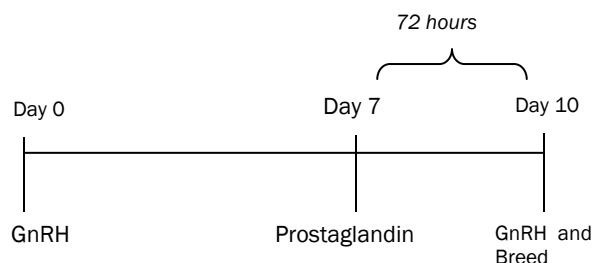 72 hours
Day 0
Day 7
Day 10
GnRH
Prostaglandin
GnRH and
Breed